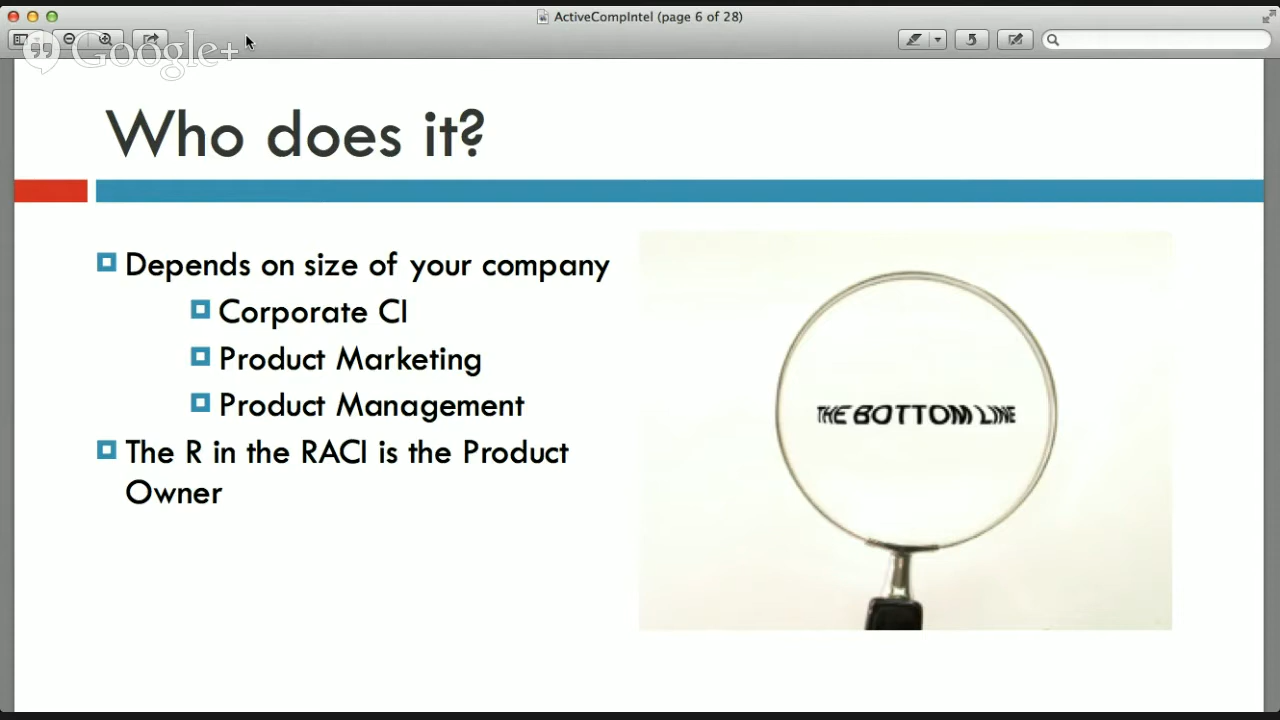 ActiveCompIntel (page 6 of 28)
Google+
Who does it?
Depends on size of your company
Corporate CI
Product Marketing
Product Management
The R in the RACI is the Product
Owner
THE BOTTOM LINE